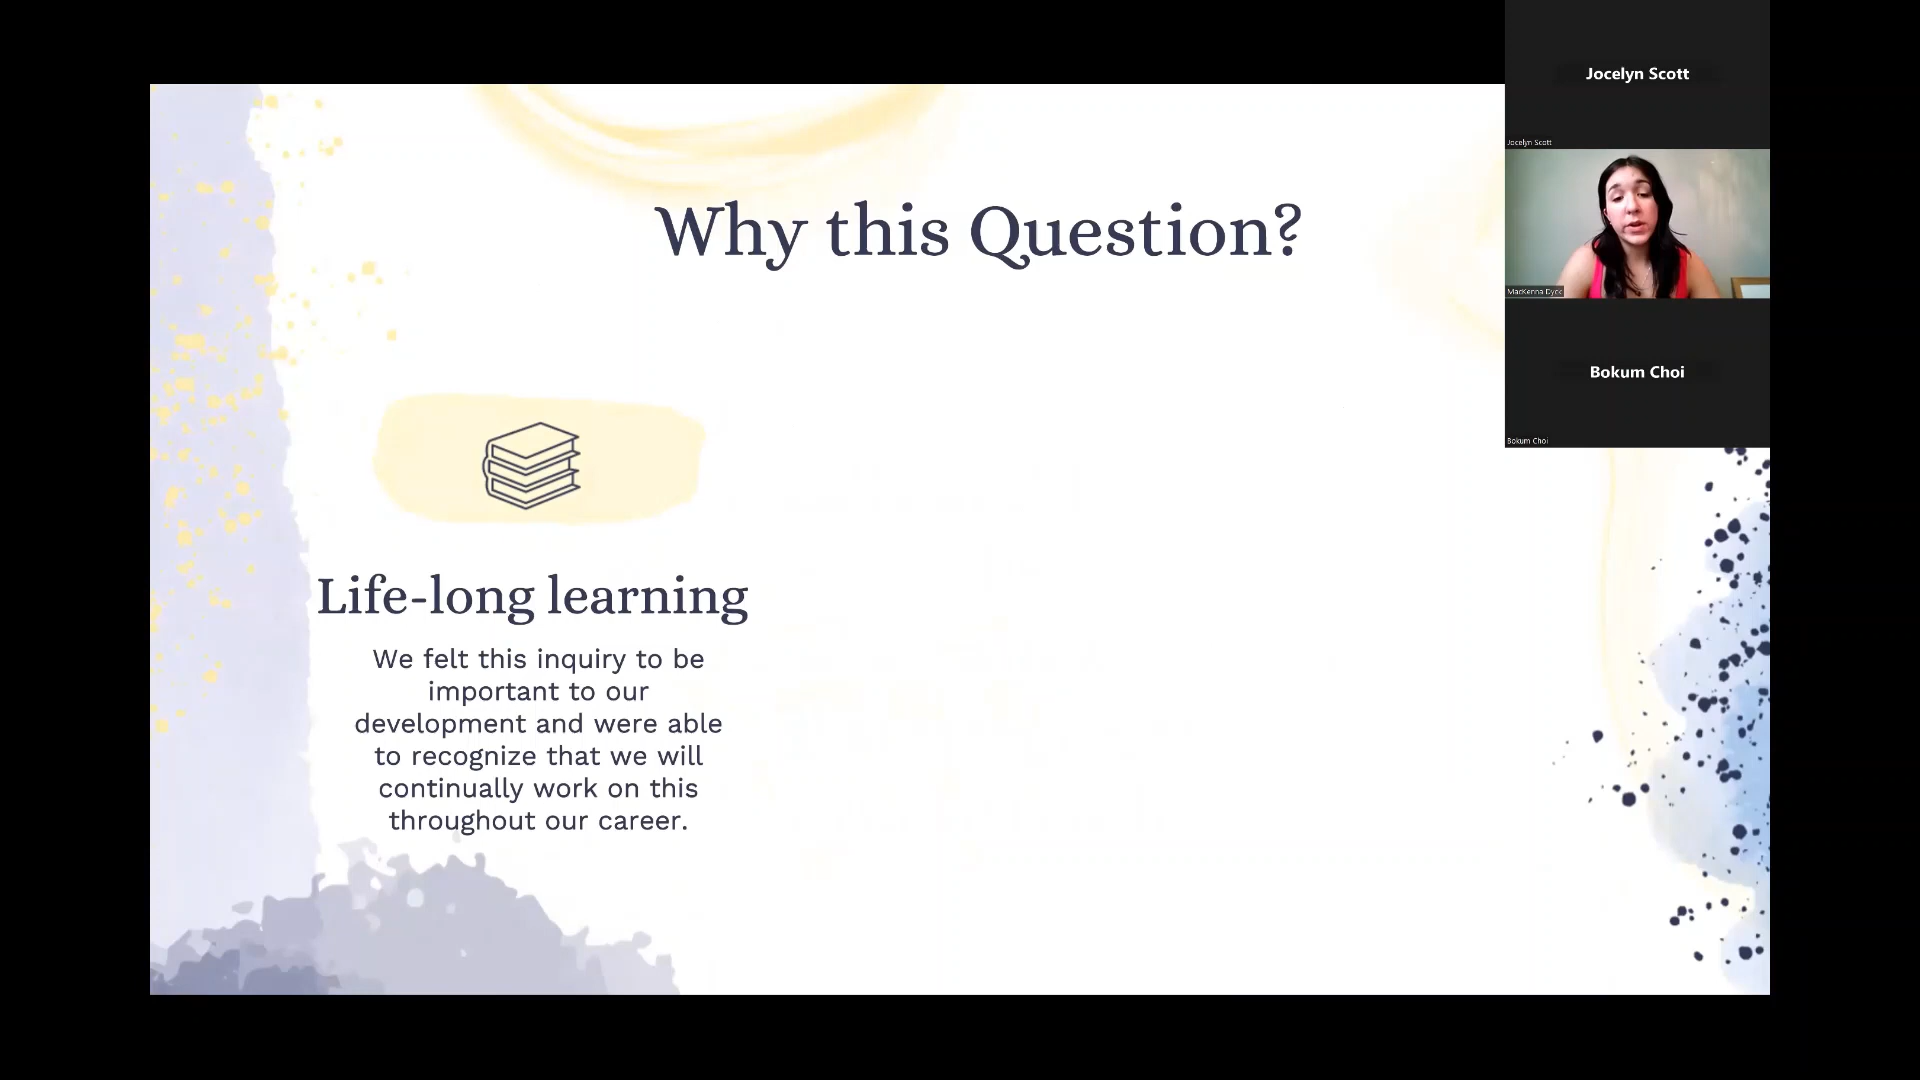 Jocelyn Scott
Jocelyn Scott
Why this Question?
MacKenna Dyck
Bokum Choi
Bokum Choi
Life-long learning
We felt this inquiry to be
important to our
development and were able
to recognize that we will
continually work on this
throughout our career.